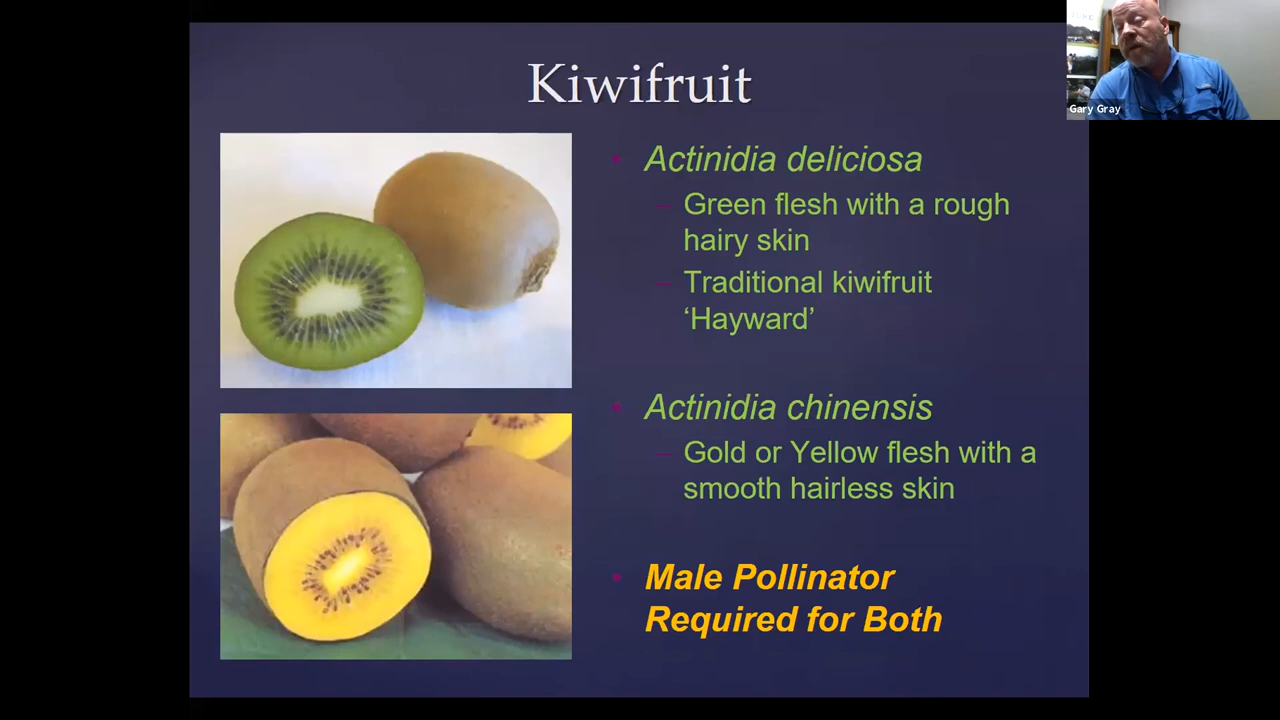 Kiwifruit
Gary Gray
• Actinidia deliciosa
– Green flesh with a rough
hairy skin
– Traditional kiwifruit
‘Hayward’
• Actinidia chinensis
– Gold or Yellow flesh with a
smooth hairless skin
• Male Pollinator
Required for Both